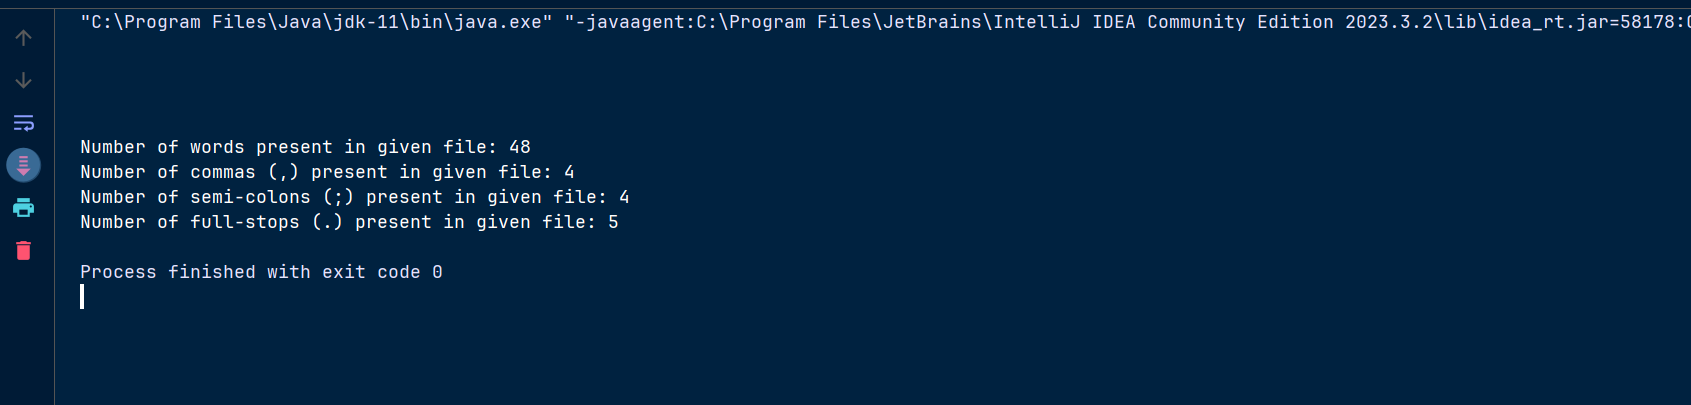 "C:\Program Files\Java\jdk-11\bin\java.exe" "-javaagent:C:\Program Files\JetBrains\IntelliJ IDEA Community Edition 2023.3.2\lib\idea_rt.jar=58178:
Number of words present in given file: 48
Number of commas (,) present in given file: 4
Number of semi-colons (;) present in given file: 4
Number of full-stops (.) present in given file: 5
Process finished with exit code 0